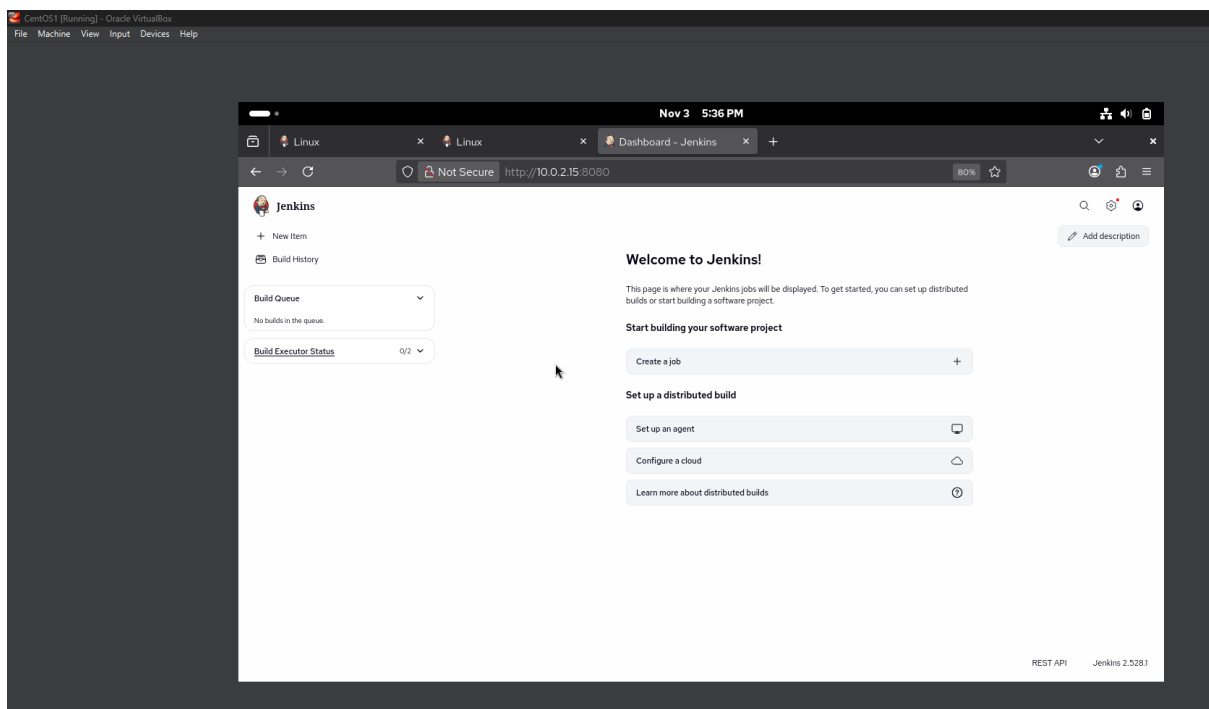 CentOS1 [Running] - Oracle VirtualBox
File Machine View Input Devices Help
Nov 3 5:36 PM
Linux
Linux
Dashboard - Jenkins
Not Secure http://10.0.2.15:8080
80%
Jenkins
New Item
Add description
Build History
Welcome to Jenkins!
This page is where your Jenkins jobs will be displayed. To get started, you can set up distributed
builds or start building a software project.
Build Queue
No builds in the queue.
Start building your software project
Build Executor Status 0/2
Create a job
Set up a distributed build
Set up an agent
Configure a cloud
Learn more about distributed builds
REST API Jenkins 2.528.1